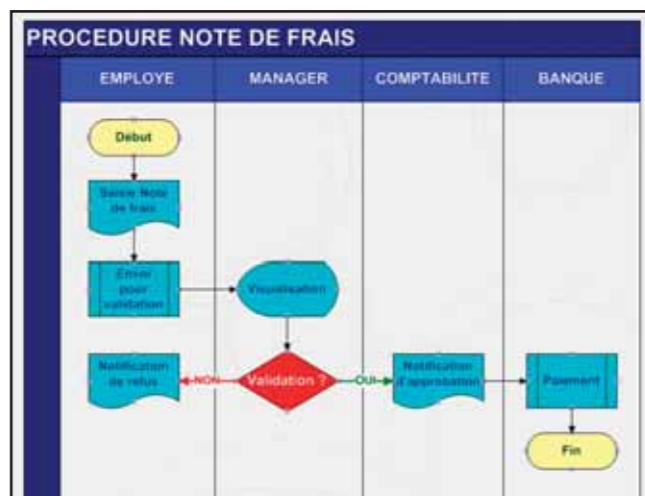 PROCEDURE NOTE DE FRAIS
EMPLOYE
MANAGER
COMPTABILITE
BANQUE
Début
Saisie Note
de frais
Envoi
pour
validation
Visualisation
Notification
de refus
NON
Validation ?
OUI
Notification
d'approbation
Paiement
Fin